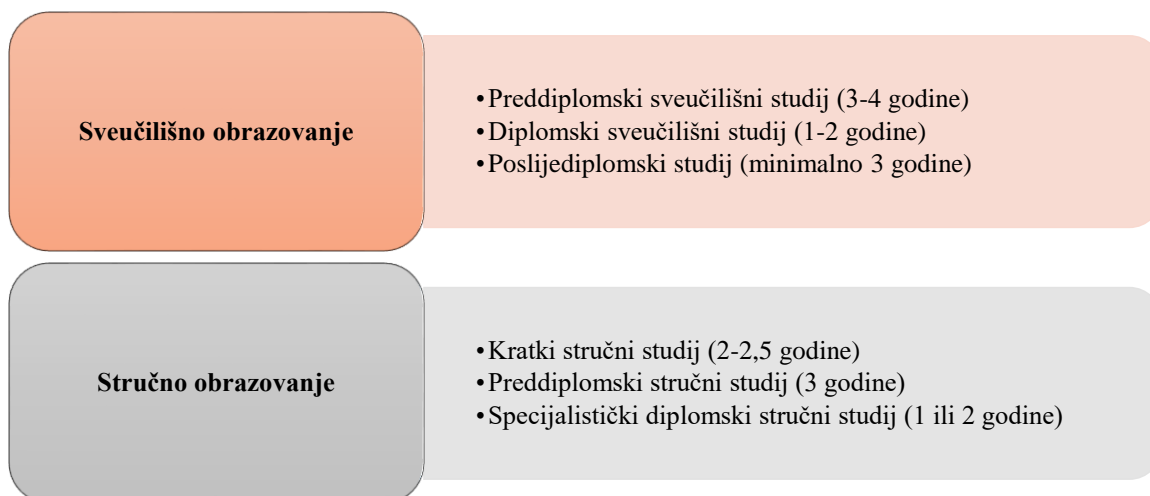 Sveučilišno obrazovanje
•Preddiplomski sveučilišni studij (3-4 godine)
•Diplomski sveučilišni studij (1-2 godine)
•Poslijediplomski studij (minimalno 3 godine)
Stručno obrazovanje
•Kratki stručni studij (2-2,5 godine)
•Preddiplomski stručni studij (3 godine)
•Specijalistički diplomski stručni studij (1 ili 2 godine)